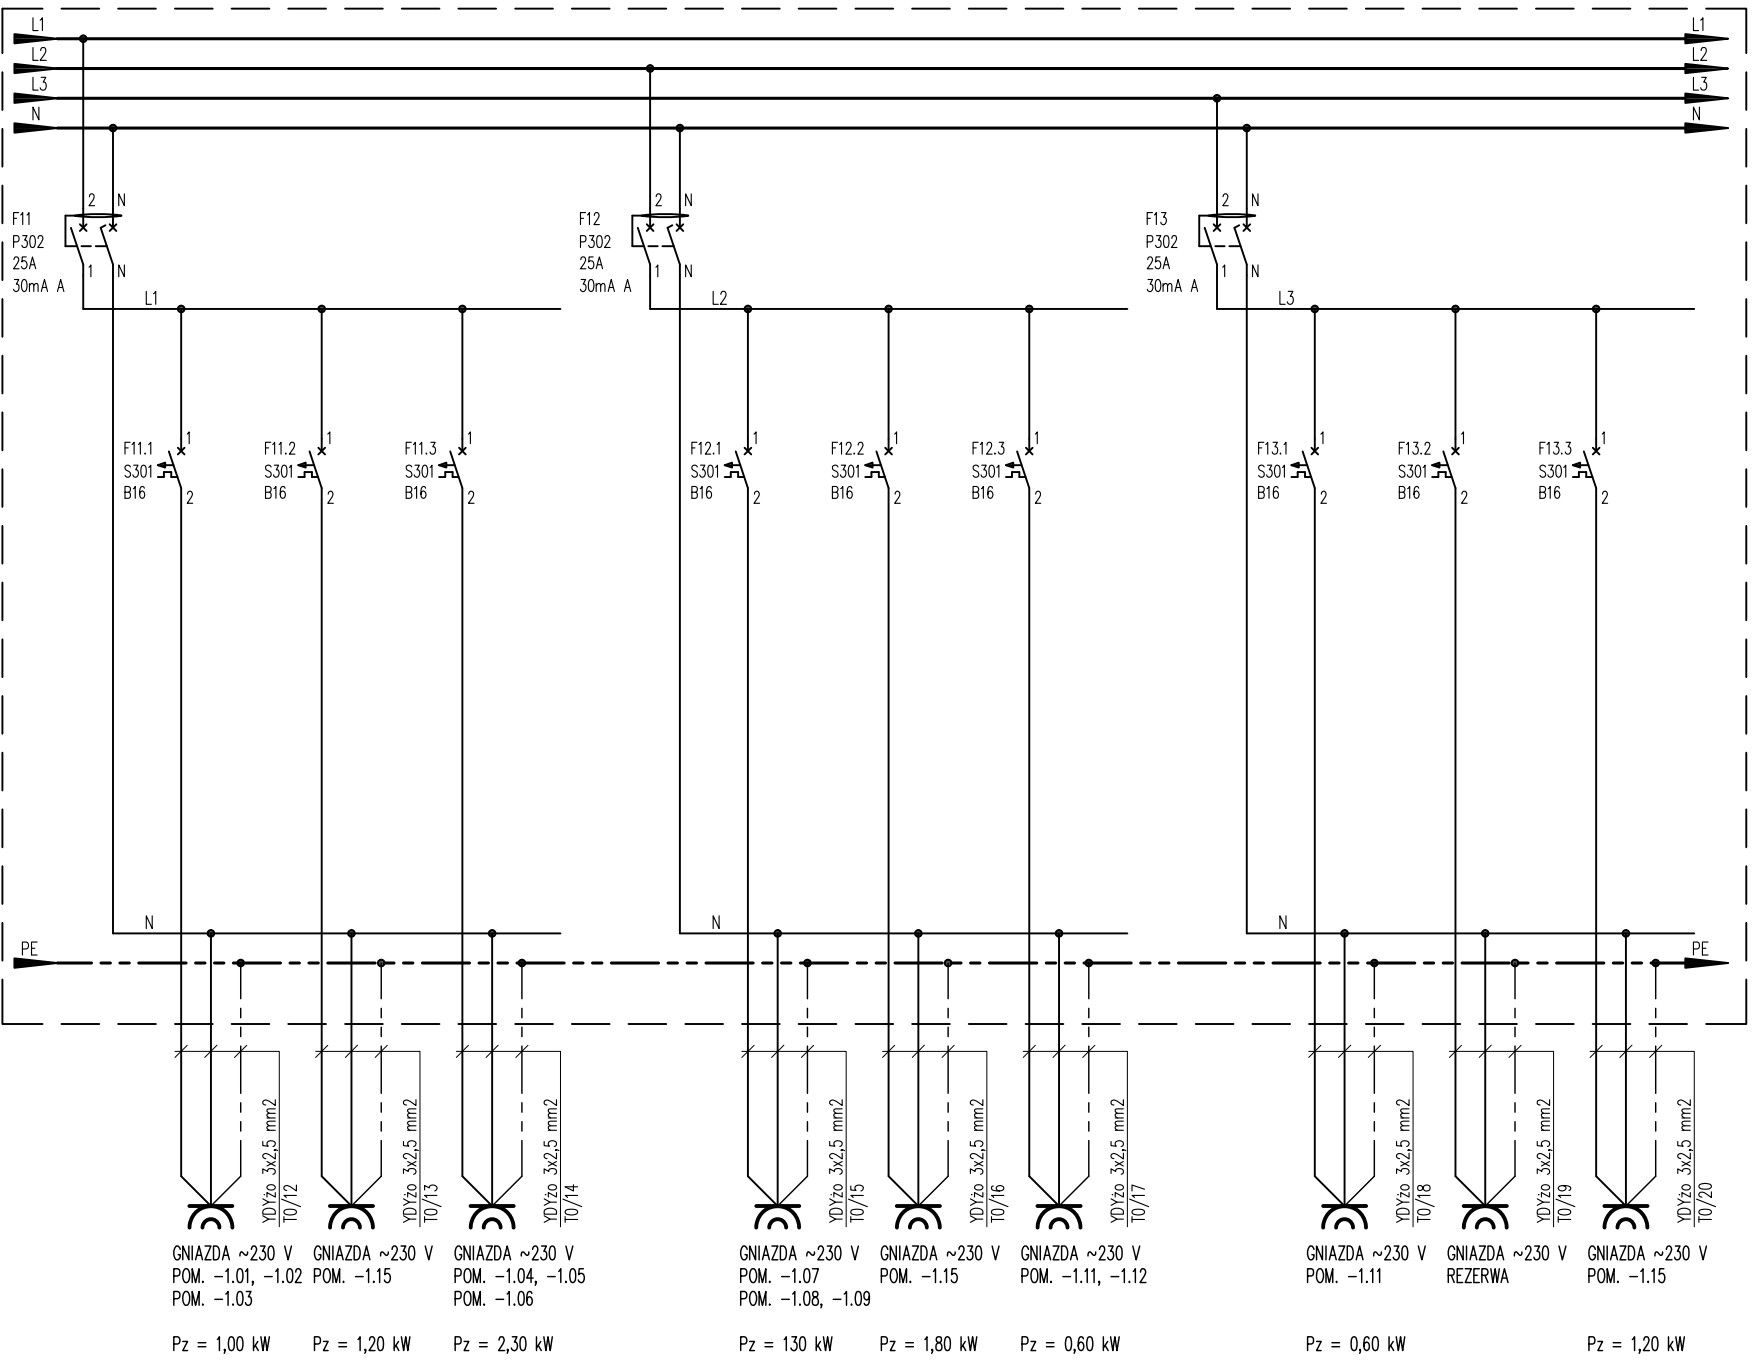 L1
L1
L2
L2
L3
L3
N
N
2 N
F11
P302
25A
30mA A
1 N
L1
2 N
F12
P302
25A
30mA A
1 N
L2
2 N
F13
P302
25A
30mA A
1 N
L3
1
F11.1
S301
B16
2
1
F11.2
S301
B16
2
1
F11.3
S301
B16
2
1
F12.1
S301
B16
2
1
F12.2
S301
B16
2
1
F12.3
S301
B16
2
1
F13.1
S301
B16
2
1
F13.2
S301
B16
2
1
F13.3
S301
B16
2
N
N
N
PE
PE
YDYżo 3x2,5 mm2
TO/12
YDYżo 3x2,5 mm2
TO/13
YDYżo 3x2,5 mm2
TO/14
YDYżo 3x2,5 mm2
TO/15
YDYżo 3x2,5 mm2
TO/16
YDYżo 3x2,5 mm2
TO/17
YDYżo 3x2,5 mm2
TO/18
YDYżo 3x2,5 mm2
TO/19
YDYżo 3x2,5 mm2
TO/20
GNIAZDA ~230 V
POM. -1.01, -1.02
POM. -1.03
Pz = 1,00 kW
GNIAZDA ~230 V
POM. -1.15
Pz = 1,20 kW
GNIAZDA ~230 V
POM. -1.04, -1.05
POM. -1.06
Pz = 2,30 kW
GNIAZDA ~230 V
POM. -1.07
POM. -1.08, -1.09
Pz = 130 kW
GNIAZDA ~230 V
POM. -1.15
Pz = 1,80 kW
GNIAZDA ~230 V
POM. -1.11, -1.12
Pz = 0,60 kW
GNIAZDA ~230 V
POM. -1.11
Pz = 0,60 kW
GNIAZDA ~230 V
REZERWA
GNIAZDA ~230 V
POM. -1.15
Pz = 1,20 kW